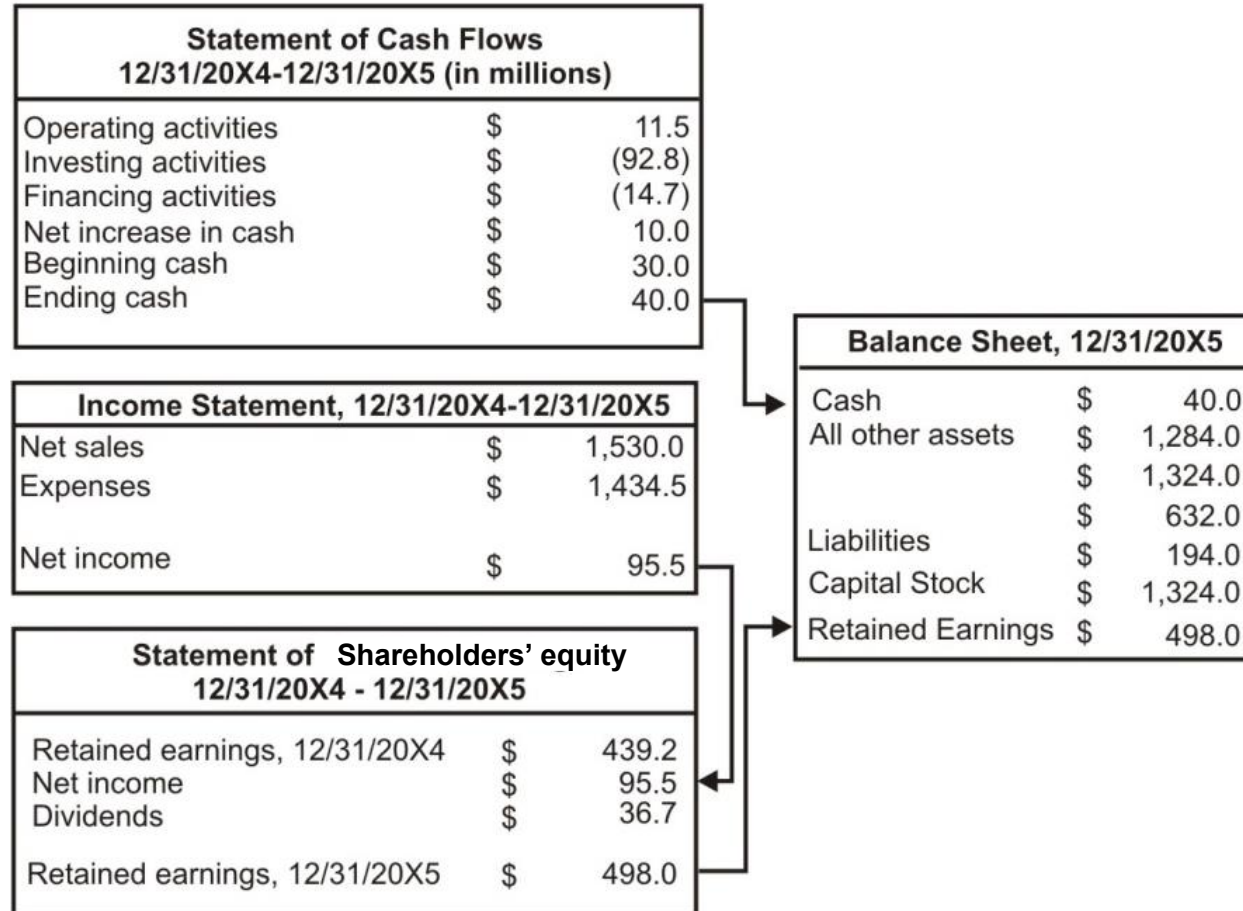 Statement of Cash Flows
12/31/20X4-12/31/20X5 (in millions)
Operating activities $ 11.5
Investing activities $ (92.8)
Financing activities $ (14.7)
Net increase in cash $ 10.0
Beginning cash $ 30.0
Ending cash $ 40.0
Income Statement, 12/31/20X4-12/31/20X5
Net sales $ 1,530.0
Expenses $ 1,434.5
Net income $ 95.5
Statement of Shareholders’ equity
12/31/20X4 - 12/31/20X5
Retained earnings, 12/31/20X4 $ 439.2
Net income $ 95.5
Dividends $ 36.7
Retained earnings, 12/31/20X5 $ 498.0
Balance Sheet, 12/31/20X5
Cash $ 40.0
All other assets $ 1,284.0
$ 1,324.0
$ 632.0
Liabilities $ 194.0
Capital Stock $ 1,324.0
Retained Earnings $ 498.0